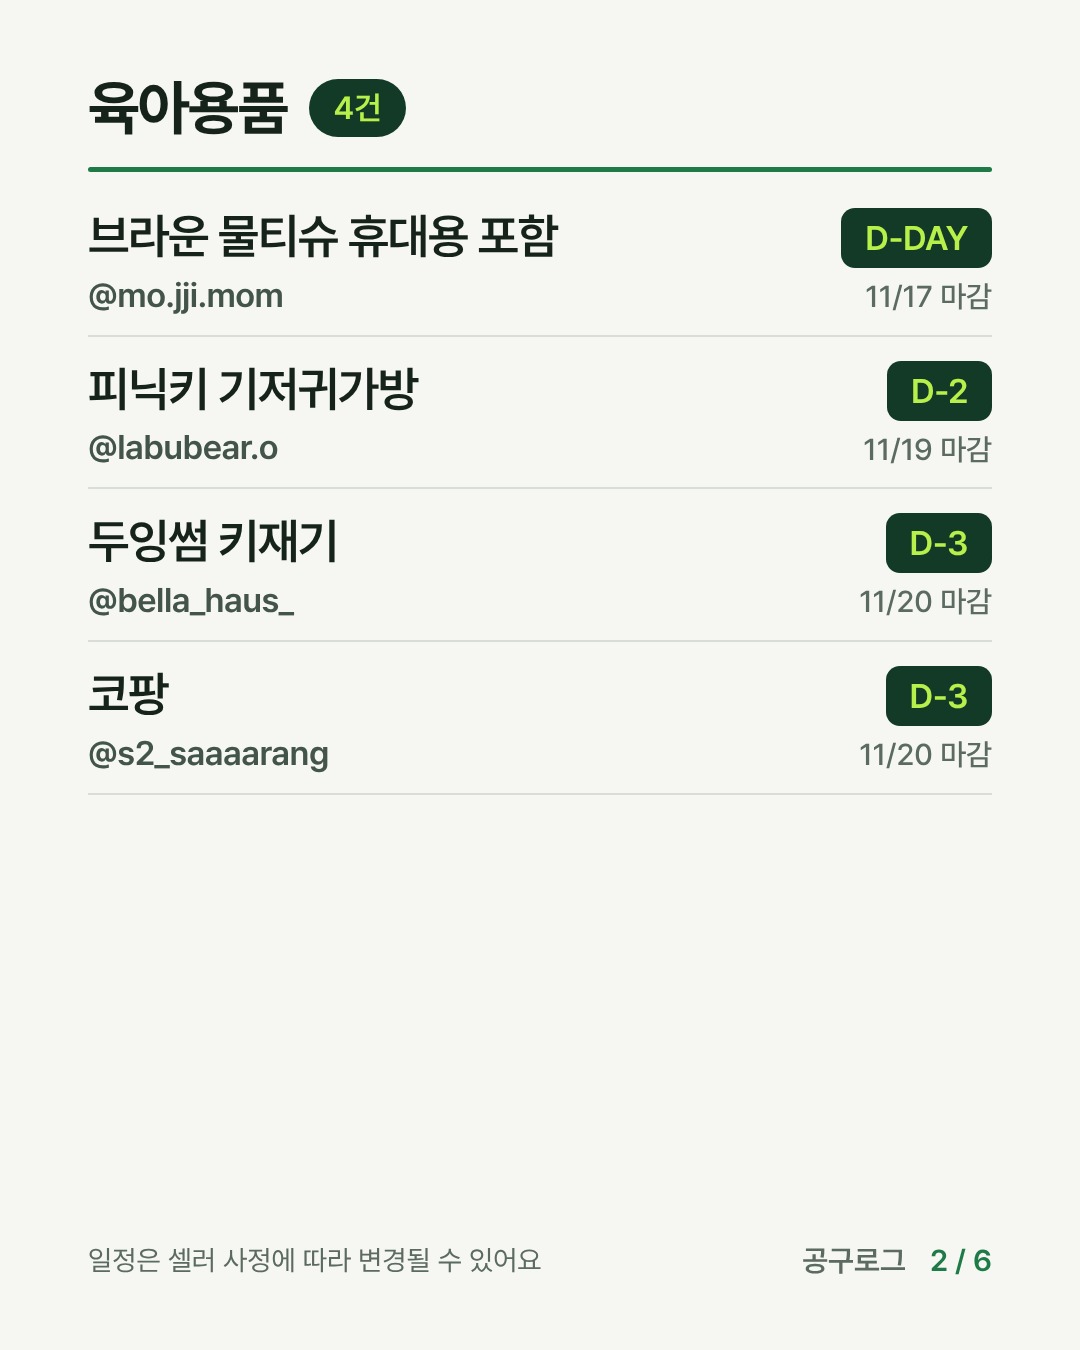 육아용품 4건
브라운 물티슈 휴대용 포함 D-DAY
@mo.jji.mom 11/17 마감
피닉키 기저귀가방 D-2
@labubear.o 11/19 마감
두잉썸 키재기 D-3
@bella_haus_ 11/20 마감
코팡 D-3
@s2_saaaarang 11/20 마감
일정은 셀러 사정에 따라 변경될 수 있어요 공구로그 2 / 6